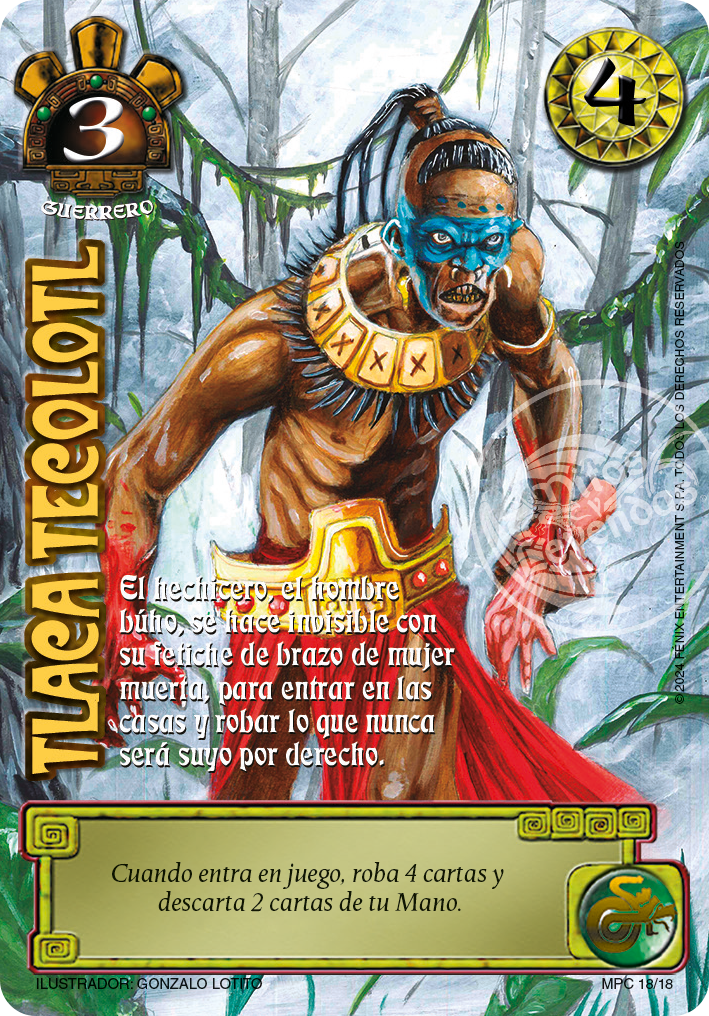 3
4
GUERRERO
TLACA TECOLOTL
El hechicero, el hombre
búho, se hace invisible con
su fetiche de brazo de mujer
muerta, para entrar en las
casas y robar lo que nunca
será suyo por derecho.
©2024 FÉNIX ENTERTAINMENT S.P.A. TODOS LOS DERECHOS RESERVADOS
mitos
y
leyendas
Cuando entra en juego, roba 4 cartas y
descarta 2 cartas de tu Mano.
ILUSTRADOR: GONZALO LOTITO
MPC 18/18